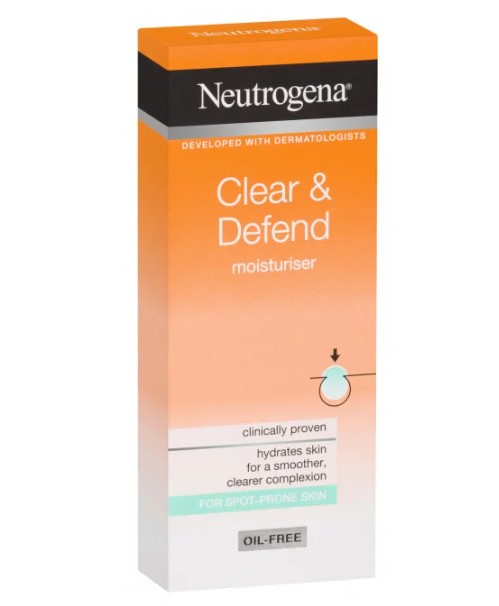 Neutrogena
Neutrogena®
DEVELOPED WITH DERMATOLOGISTS
Clear &
Defend
moisturiser
clinically proven
hydrates skin
for a smoother,
clearer complexion
FOR SPOT-PRONE SKIN
OIL-FREE